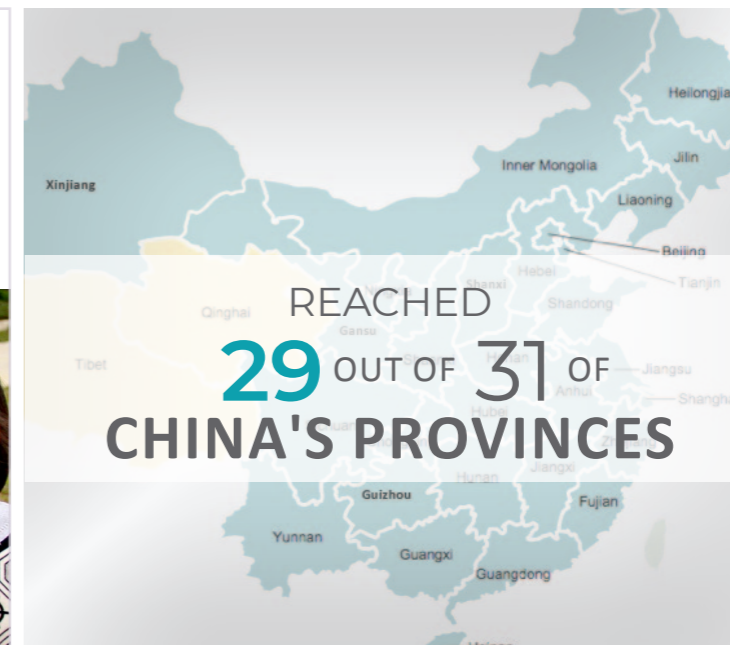 Heilongjia
Inner Mongolia
Jilin
Xinjiang
Liaoning
Beijing
Hebei
Tianjin
Shanxi
Qinghai
REACHED
Shandong
Gansu
Tibet
29 OUT OF 31 OF
Jiangsu
Anhui
Shangha
Hubei
CHINA'S PROVINCES
Jiangxi
Hunan
Guizhou
Fujian
Yunnan
Guangxi
Guangdong